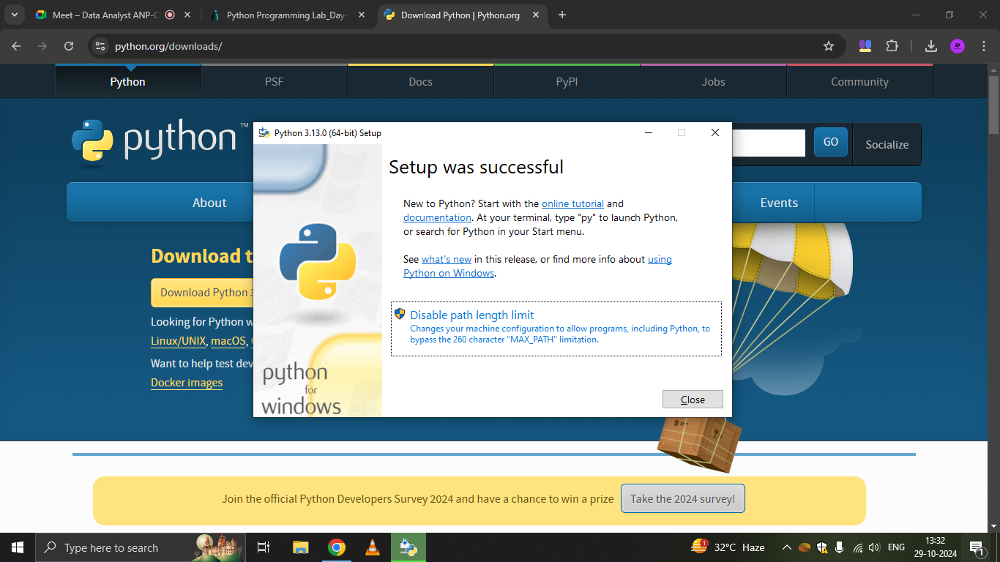 Meet – Data Analyst ANP-C
Python Programming Lab_Day-
Download Python | Python.org
python.org/downloads/
Python
PSF
Docs
PyPI
Jobs
Community
python™
GO
Socialize
About
Events
Download t
Download Python 3
Looking for Python w
Linux/UNIX, macOS,
Want to help test dev
Docker images
Python 3.13.0 (64-bit) Setup
Setup was successful
New to Python? Start with the online tutorial and
documentation. At your terminal, type "py" to launch Python,
or search for Python in your Start menu.
See what's new in this release, or find more info about using
Python on Windows.
Disable path length limit
Changes your machine configuration to allow programs, including Python, to
bypass the 260 character "MAX_PATH" limitation.
python
for
windows
Close
Join the official Python Developers Survey 2024 and have a chance to win a prize
Take the 2024 survey!
Type here to search
1
32°C Haze
ENG
13:32
29-10-2024
1